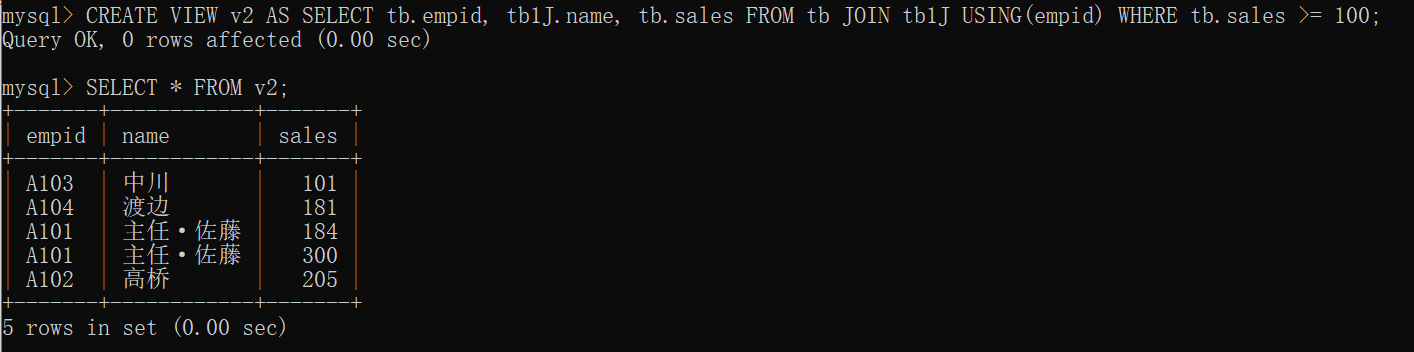 mysql> CREATE VIEW v2 AS SELECT tb.empid, tb1J.name, tb.sales FROM tb JOIN tb1J USING(empid) WHERE tb.sales >= 100;
Query OK, 0 rows affected (0.00 sec)
mysql> SELECT * FROM v2;
+-------+------------+-------+
| empid | name       | sales |
+-------+------------+-------+
| A103  | 中川       |   101 |
| A104  | 渡边       |   181 |
| A101  | 主任·佐藤 |   184 |
| A101  | 主任·佐藤 |   300 |
| A102  | 高桥       |   205 |
+-------+------------+-------+
5 rows in set (0.00 sec)